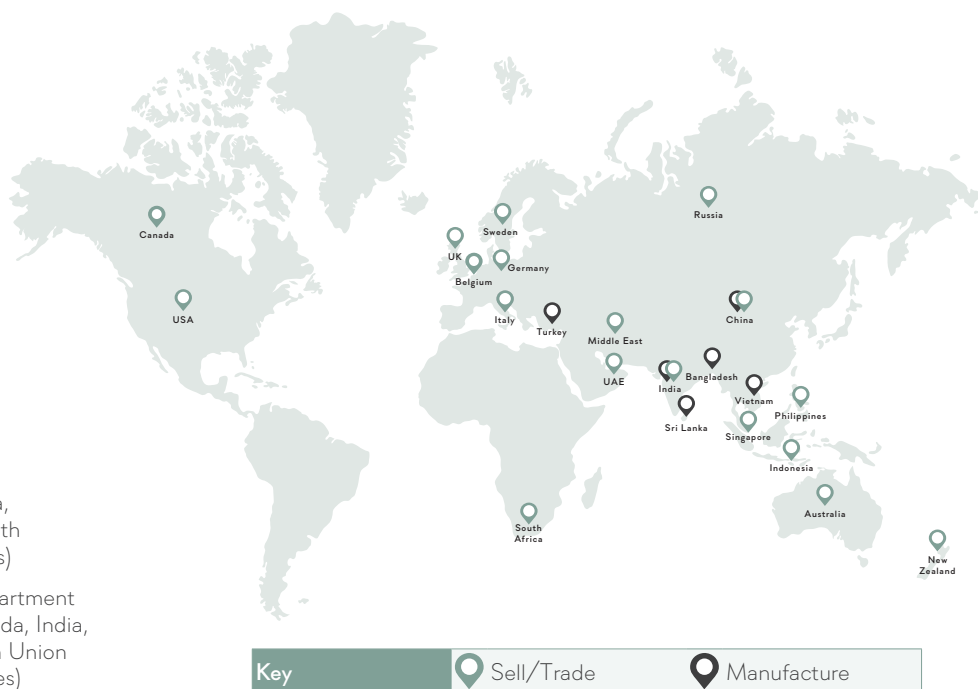 Canada
USA
Sweden
UK
Belgium
Germany
Italy
Turkey
Russia
Middle East
UAE
China
India
Bangladesh
Sri Lanka
Vietnam
Philippines
Singapore
Indonesia
South
Africa
Australia
New
Zealand
a,
th
s)
artment
da, India,
Union
es)
Key Sell/Trade Manufacture